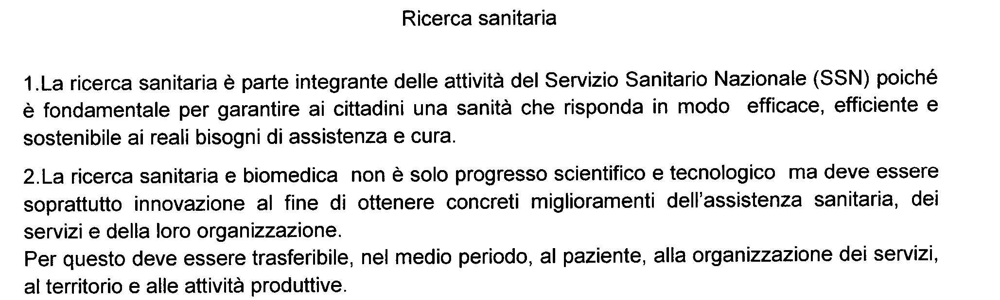 Ricerca sanitaria
1.La ricerca sanitaria è parte integrante delle attività del Servizio Sanitario Nazionale (SSN) poiché
è fondamentale per garantire ai cittadini una sanità che risponda in modo efficace, efficiente e
sostenibile ai reali bisogni di assistenza e cura.
2.La ricerca sanitaria e biomedica non è solo progresso scientifico e tecnologico ma deve essere
soprattutto innovazione al fine di ottenere concreti miglioramenti dell'assistenza sanitaria, dei
servizi e della loro organizzazione.
Per questo deve essere trasferibile, nel medio periodo, al paziente, alla organizzazione dei servizi,
al territorio e alle attività produttive.